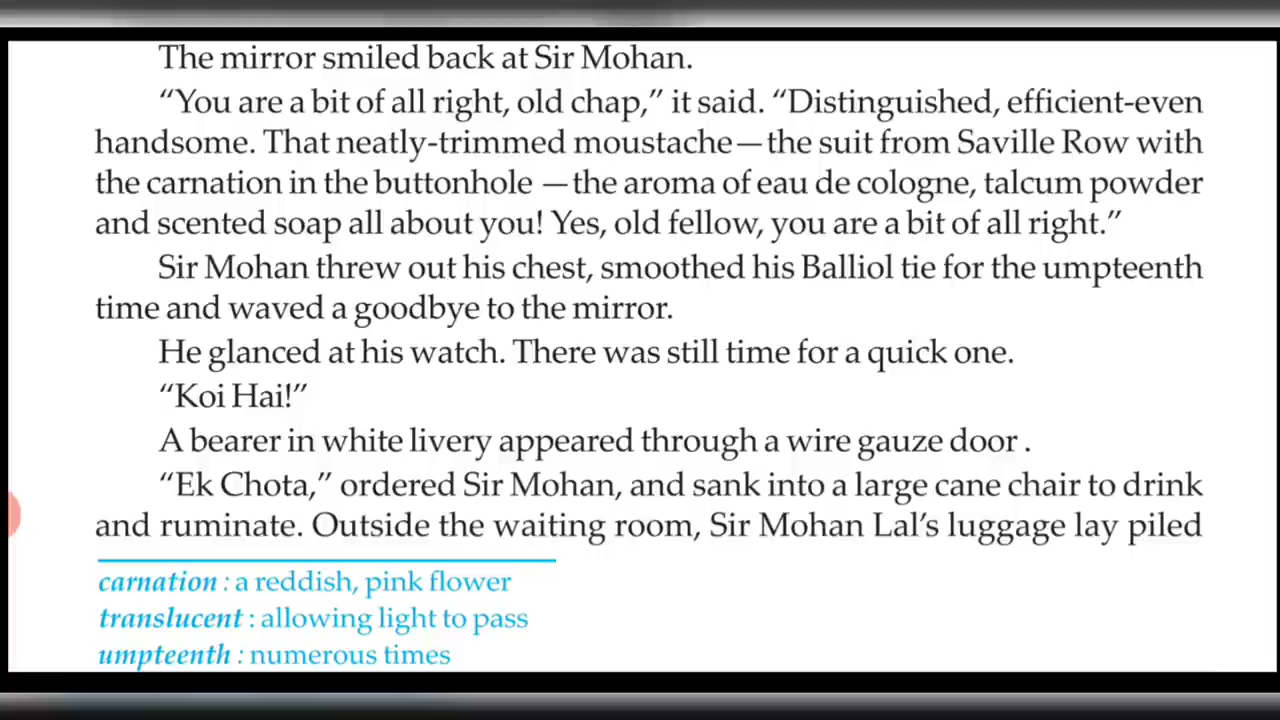 The mirror smiled back at Sir Mohan.
“You are a bit of all right, old chap,” it said. “Distinguished, efficient-even
handsome. That neatly-trimmed moustache—the suit from Saville Row with
the carnation in the buttonhole —the aroma of eau de cologne, talcum powder
and scented soap all about you! Yes, old fellow, you are a bit of all right.”
Sir Mohan threw out his chest, smoothed his Balliol tie for the umpteenth
time and waved a goodbye to the mirror.
He glanced at his watch. There was still time for a quick one.
“Koi Hai!”
A bearer in white livery appeared through a wire gauze door .
“Ek Chota,” ordered Sir Mohan, and sank into a large cane chair to drink
and ruminate. Outside the waiting room, Sir Mohan Lal’s luggage lay piled
carnation : a reddish, pink flower
translucent : allowing light to pass
umpteenth : numerous times